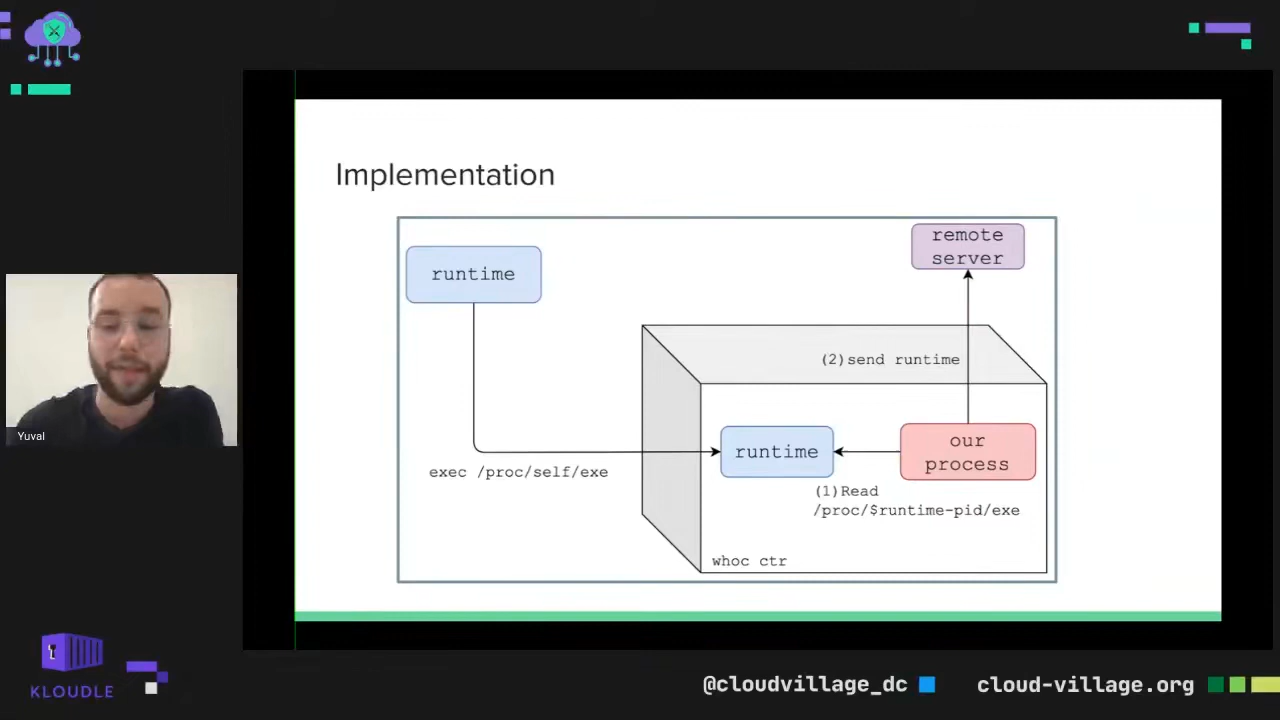 Implementation
runtime
remote
server
(2)send runtime
runtime
our
process
exec /proc/self/exe
(1)Read
/proc/$runtime-pid/exe
whoc ctr
Yuval
KLOUDLE
@cloudvillage_dc
cloud-village.org